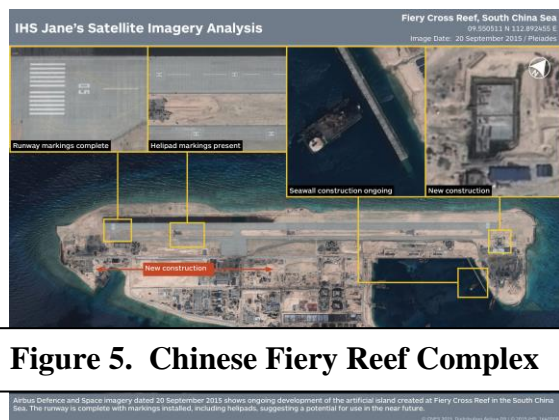 IHS Jane's Satellite Imagery Analysis
Fiery Cross Reef, South China Sea
09.550511 N 112.892455 E
Image Date: 20 September 2015 / Pleiades
Runway markings complete
Helipad markings present
Seawall construction ongoing
New construction
New construction
Figure 5. Chinese Fiery Reef Complex
Airbus Defence and Space imagery dated 20 September 2015 shows ongoing development of the artificial island created at Fiery Cross Reef in the South China
Sea. The runway is complete with markings installed, including helipads, suggesting a potential for use in the near future.